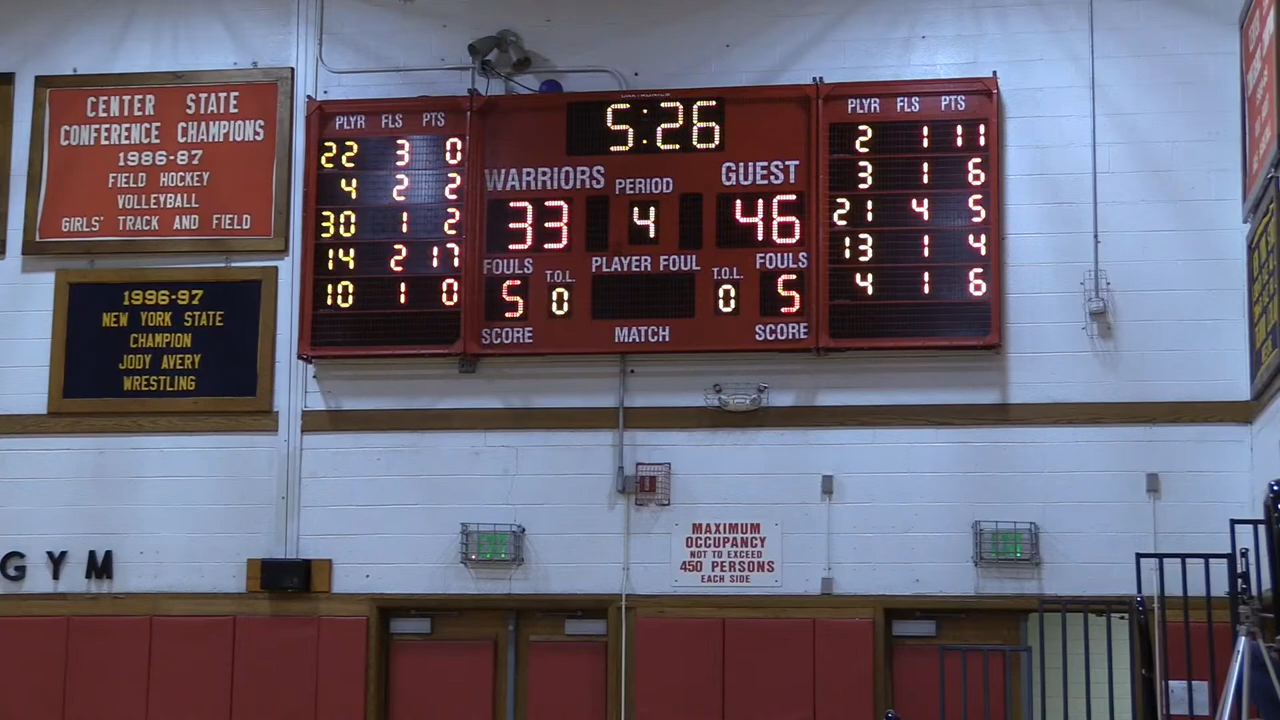 CENTER STATE
CONFERENCE CHAMPIONS
1986-87
FIELD HOCKEY
VOLLEYBALL
GIRLS' TRACK AND FIELD
1996-97
NEW YORK STATE
CHAMPION
JODY AVERY
WRESTLING
PLYR FLS PTS
22 3 0
4 2 2
30 1 2
14 2 17
10 1 0
5:26
WARRIORS PERIOD GUEST
33 4 46
FOULS T.O.L. PLAYER FOUL T.O.L. FOULS
5 0 0 5
SCORE MATCH SCORE
PLYR FLS PTS
2 1 11
3 1 6
21 4 5
13 1 4
4 1 6
MAXIMUM
OCCUPANCY
NOT TO EXCEED
450 PERSONS
EACH SIDE
GYM